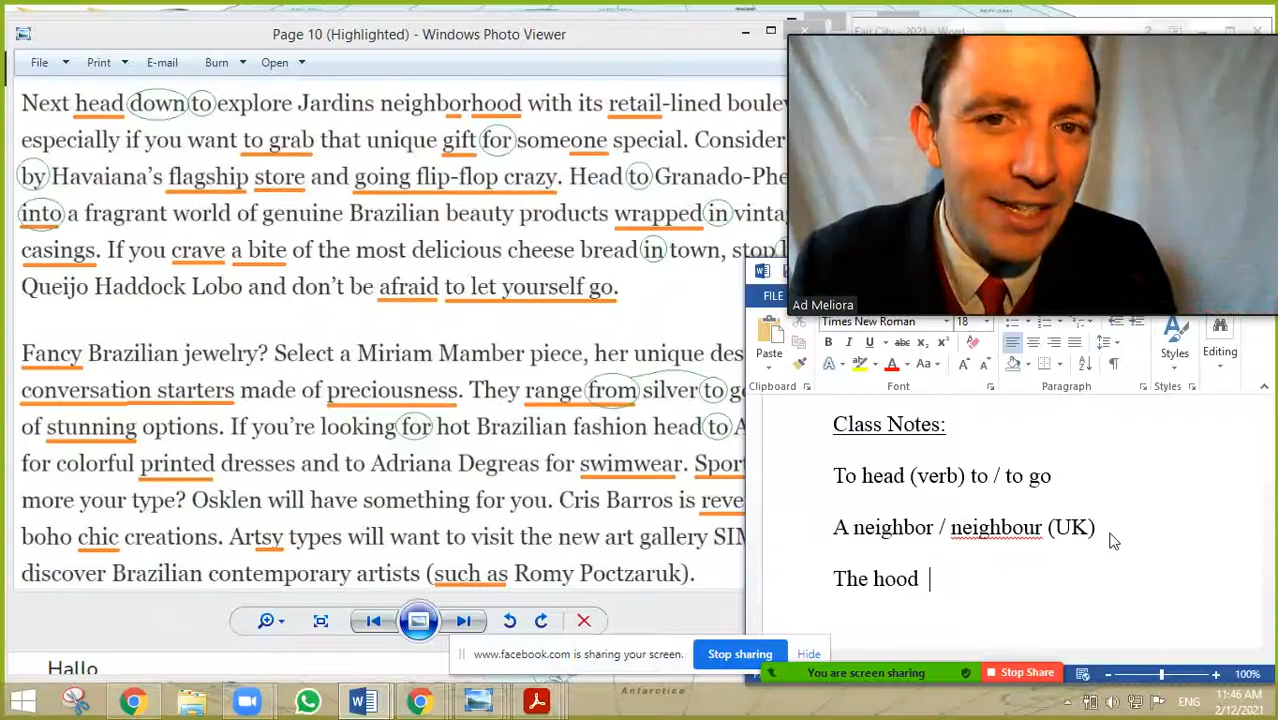 Page 10 (Highlighted) - Windows Photo Viewer
Fair City - 2021 - Word
File Print E-mail Burn Open
Next head down to explore Jardins neighborhood with its retail-lined
especially if you want to grab that unique gift for someone special. Consider
by Havaiana’s flagship store and going flip-flop crazy. Head to
into a fragrant world of genuine Brazilian beauty products wrapped in
casings. If you crave a bite of the most delicious cheese bread in town, stop
Queijo Haddock Lobo and don’t be afraid to let yourself go.
Fancy Brazilian jewelry? Select a Miriam Mamber piece, her unique
conversation starters made of preciousness. They range from silver to
of stunning options. If you’re looking for hot Brazilian fashion head to A
for colorful printed dresses and to Adriana Degreas for swimwear.
more your type? Osklen will have something for you. Cris Barros is
boho chic creations. Artsy types will want to visit the new art gallery
discover Brazilian contemporary artists (such as Romy Poctzaruk).
Hallo
Ad Meliora
FILE
Times New Roman 18
Paste
Styles
Editing
Clipboard
Font
Paragraph
Styles
Class Notes:
To head (verb) to / to go
A neighbor / neighbour (UK)
The hood
www.facebook.com is sharing your screen. Stop sharing Hide
You are screen sharing Stop Share
100%
Antarctica
ENG
11:46 AM
2/12/2021